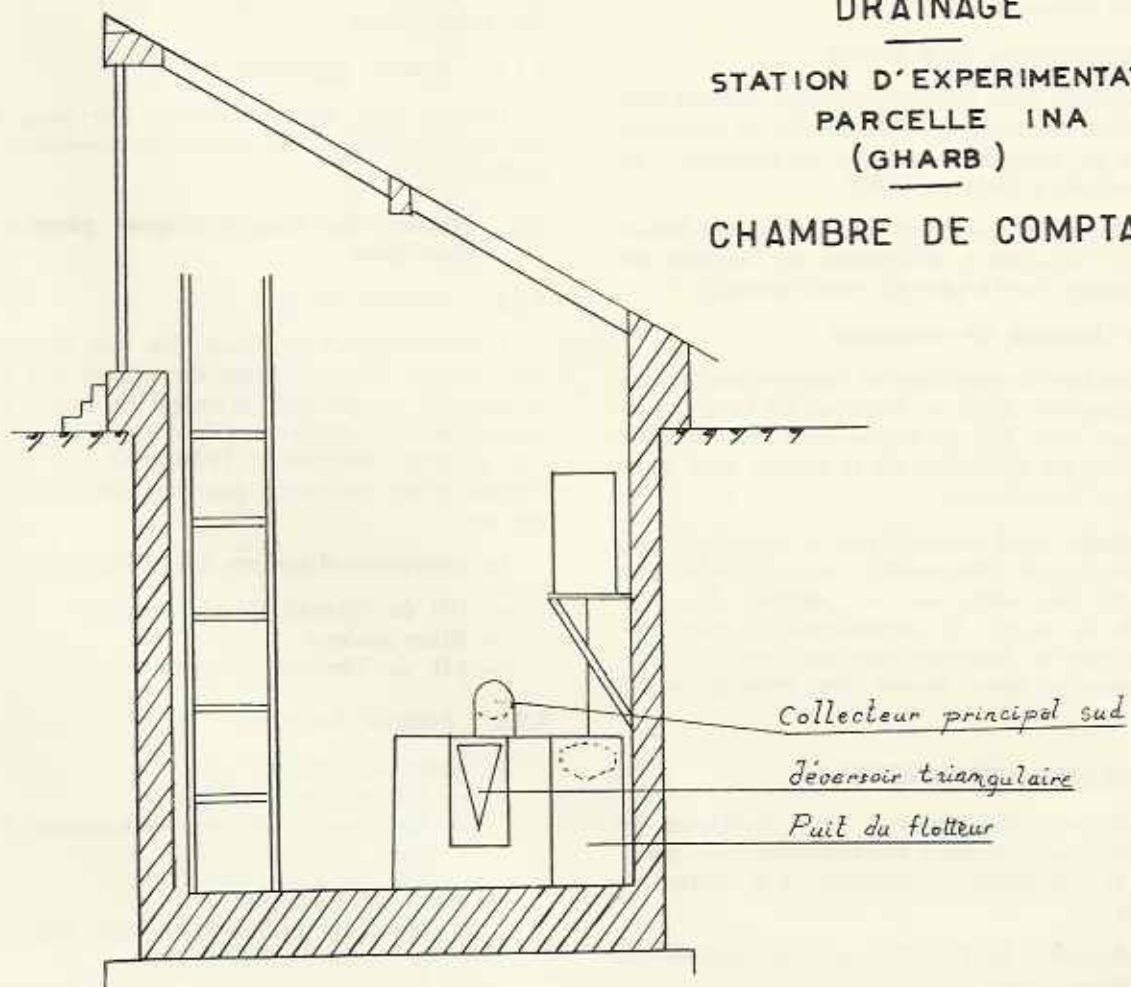 DRAINAGE
STATION D'EXPERIMENTAT
PARCELLE INA
(GHARB)
CHAMBRE DE COMPTA
Collecteur principal sud
déversoir triangulaire
Puit du flotteur